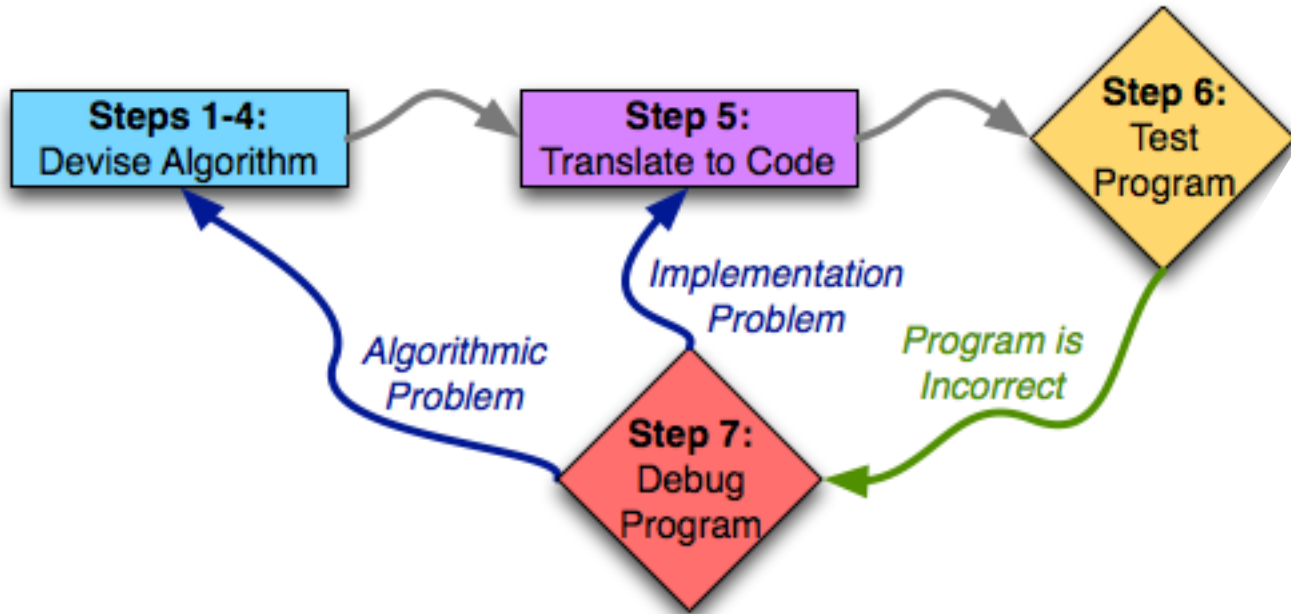 Steps 1-4:
Devise Algorithm
Step 5:
Translate to Code
Step 6:
Test
Program
Implementation
Problem
Program is
Incorrect
Algorithmic
Problem
Step 7:
Debug
Program